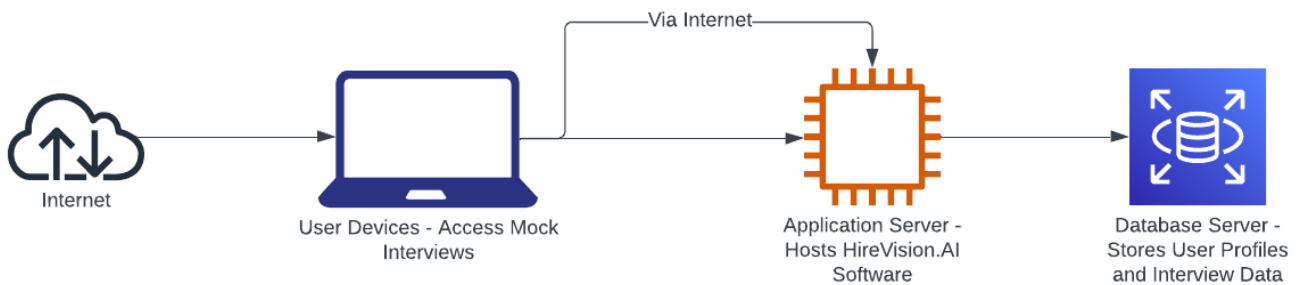 Via Internet
Internet
User Devices - Access Mock
Interviews
Application Server -
Hosts HireVision.AI
Software
Database Server -
Stores User Profiles
and Interview Data